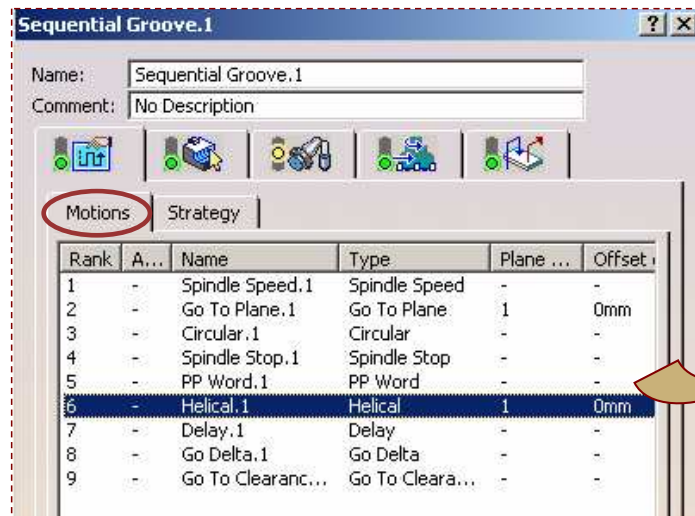 Sequential Groove.1
Name: Sequential Groove.1
Comment: No Description
Motions Strategy
Rank A... Name Type Plane ... Offset
1 - Spindle Speed.1 Spindle Speed - -
2 - Go To Plane.1 Go To Plane 1 0mm
3 - Circular.1 Circular - -
4 - Spindle Stop.1 Spindle Stop - -
5 - PP Word.1 PP Word - -
6 - Helical.1 Helical 1 0mm
7 - Delay.1 Delay - -
8 - Go Delta.1 Go Delta - -
9 - Go To Clearanc... Go To Cleara... - -